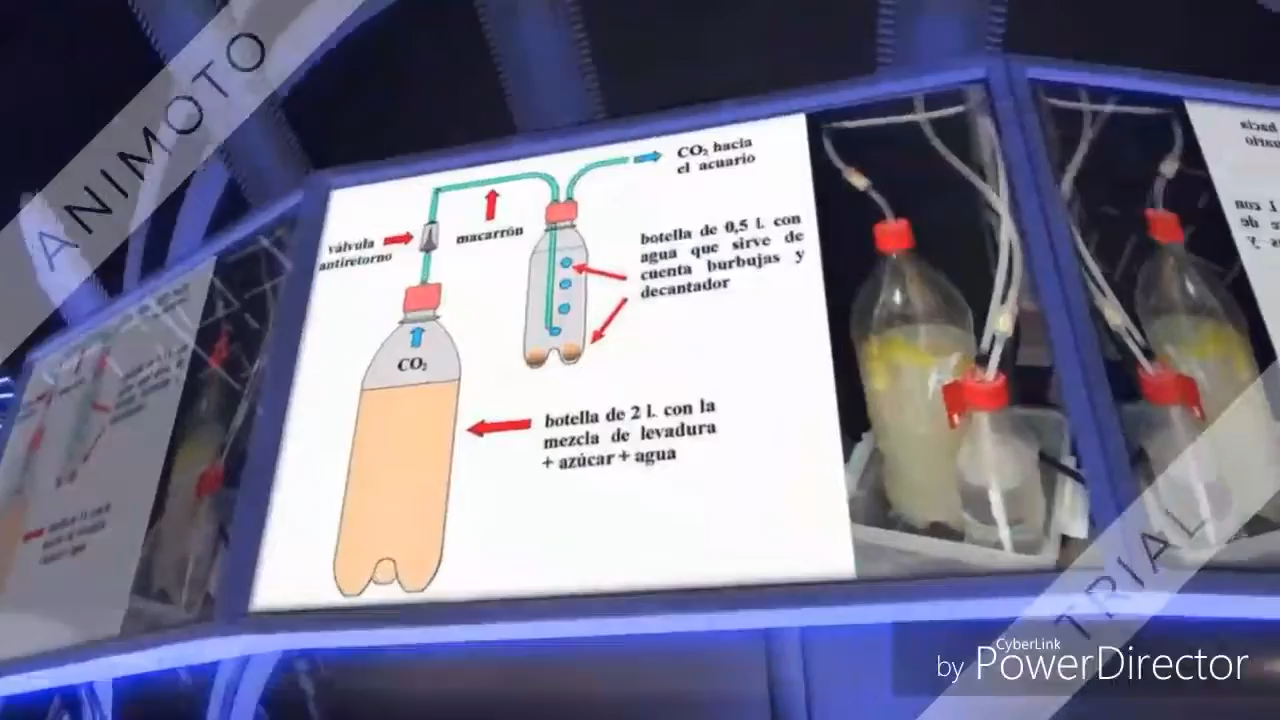 ANIMOTO
CO₂ hacia
el acuario
válvula
antiretorno
macarrón
botella de 0,5 l. con
agua que sirve de
cuenta burbujas y
decantador
CO₂
botella de 2 l. con la
mezcla de levadura
+ azúcar + agua
TRIAL
CyberLink
by PowerDirector